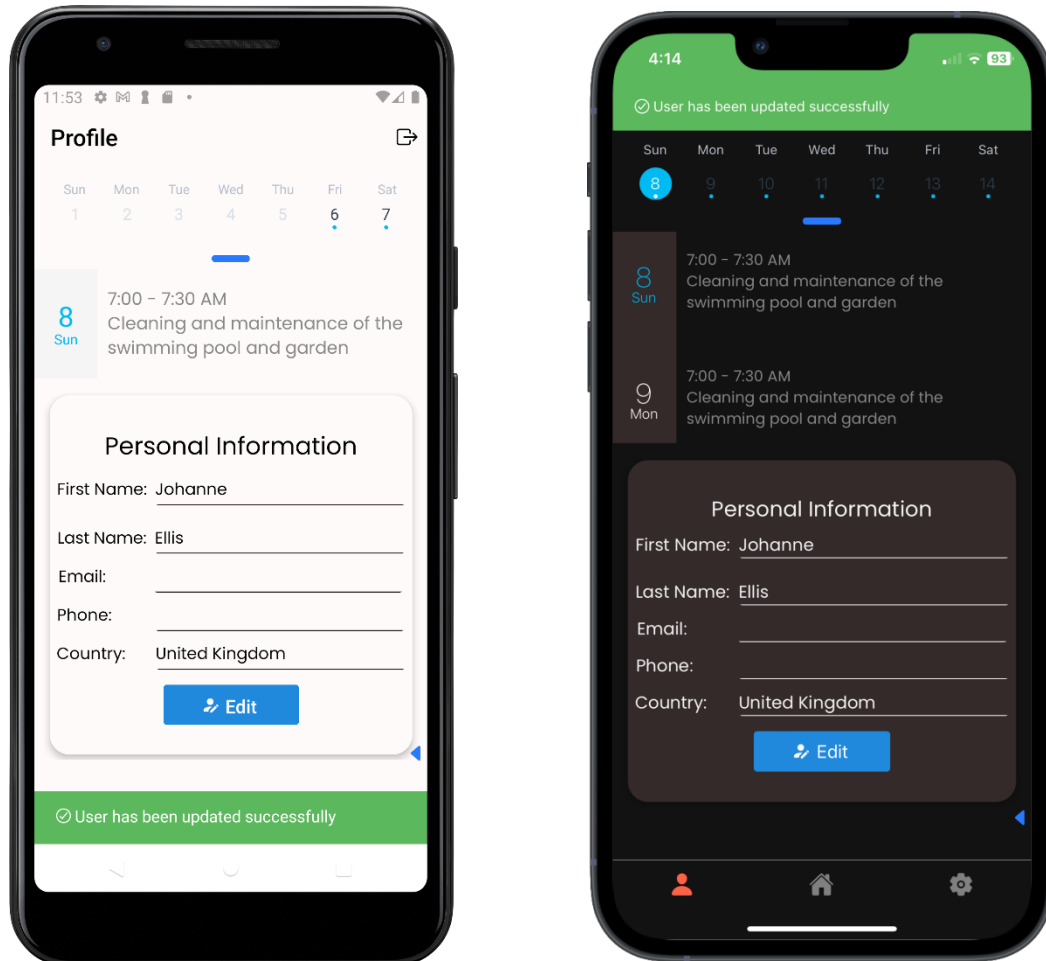 11:53
Profile
Sun Mon Tue Wed Thu Fri Sat
1 2 3 4 5 6 7
8
Sun
7:00 - 7:30 AM
Cleaning and maintenance of the
swimming pool and garden
Personal Information
First Name: Johanne
Last Name: Ellis
Email:
Phone:
Country: United Kingdom
Edit
User has been updated successfully
4:14
93
User has been updated successfully
Sun Mon Tue Wed Thu Fri Sat
8 9 10 11 12 13 14
8
Sun
7:00 - 7:30 AM
Cleaning and maintenance of the
swimming pool and garden
9
Mon
7:00 - 7:30 AM
Cleaning and maintenance of the
swimming pool and garden
Personal Information
First Name: Johanne
Last Name: Ellis
Email:
Phone:
Country: United Kingdom
Edit